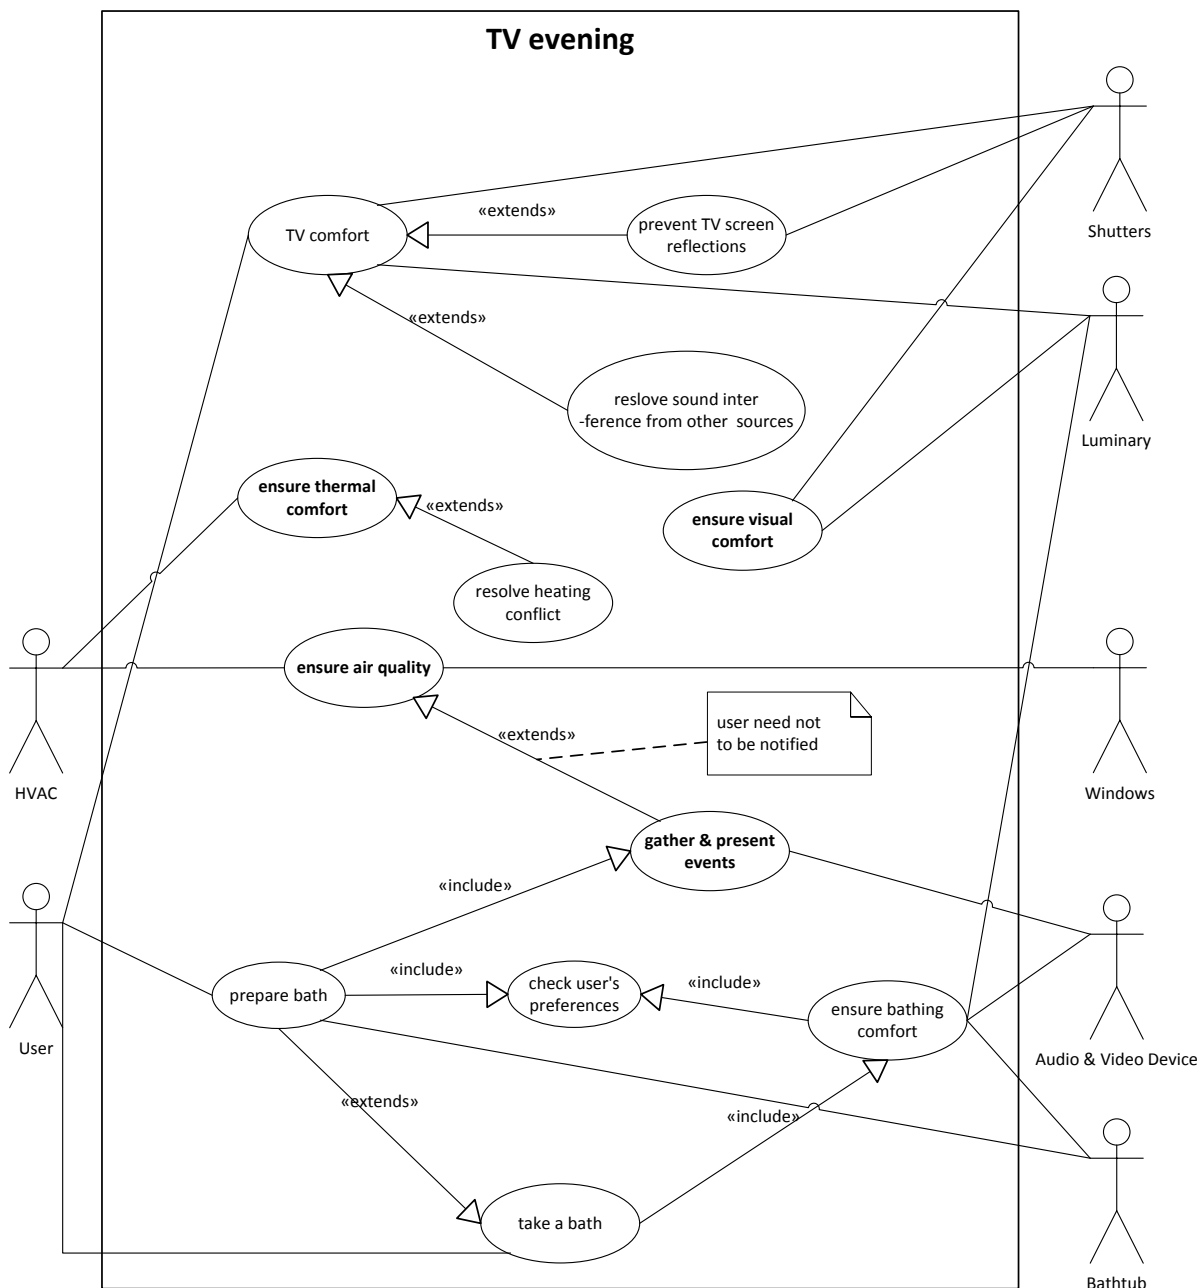 TV evening
Shutters
«extends»
TV comfort
prevent TV screen
reflections
«extends»
Luminary
reslove sound inter
-ference from other sources
ensure thermal
comfort
«extends»
ensure visual
comfort
resolve heating
conflict
ensure air quality
«extends»
user need not
to be notified
HVAC
Windows
gather & present
events
«include»
User
prepare bath
«include»
check user's
preferences
«include»
ensure bathing
comfort
Audio & Video Device
«extends»
«include»
take a bath
Bathtub